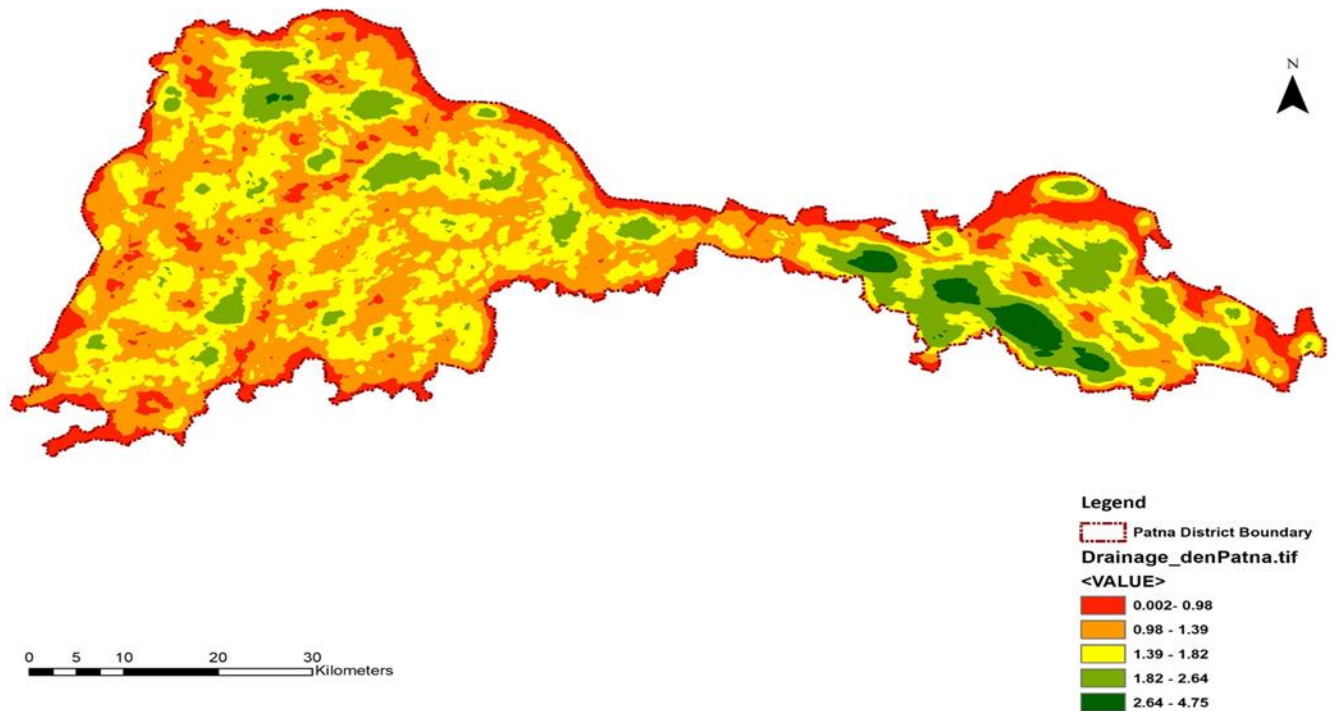 N
Legend
Patna District Boundary
Drainage_denPatna.tif
<VALUE>
0.002- 0.98
0.98 - 1.39
1.39 - 1.82
1.82 - 2.64
2.64 - 4.75
0 5 10 20 30
Kilometers